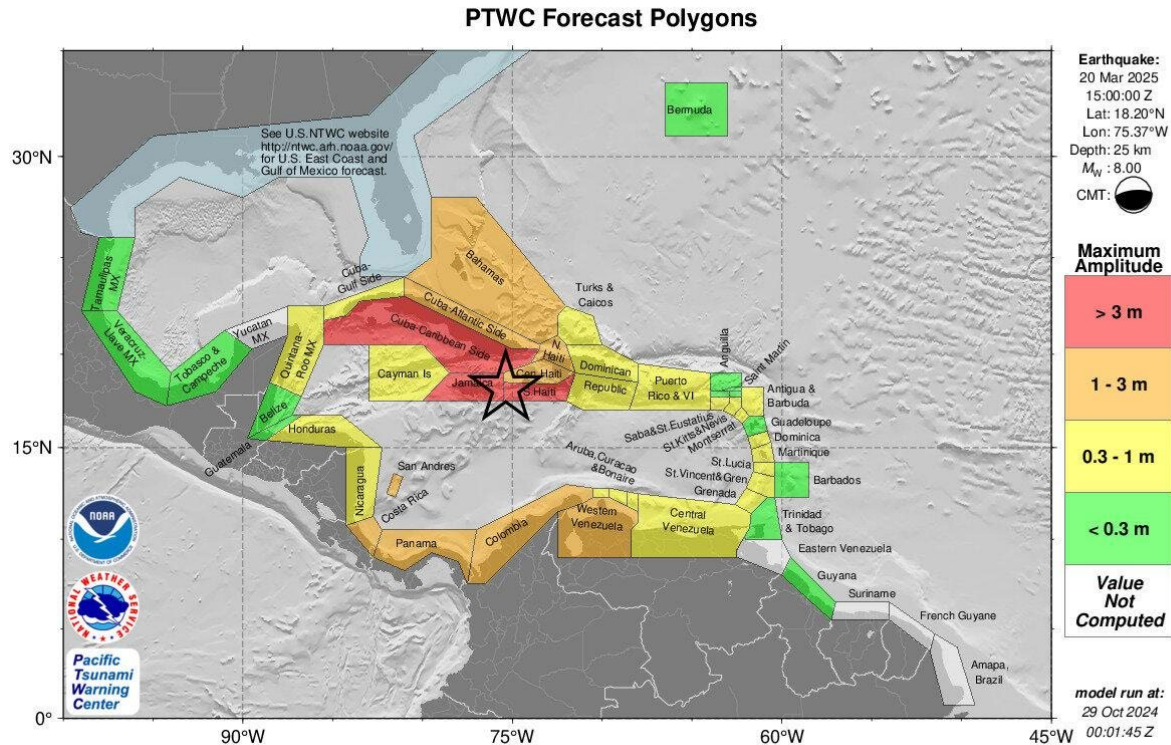 PTWC Forecast Polygons
Earthquake:
20 Mar 2025
15:00:00 Z
Lat: 18.20°N
Lon: 75.37°W
Depth: 25 km
Mw : 8.00
CMT:
Maximum
Amplitude
> 3 m
1 - 3 m
0.3 - 1 m
< 0.3 m
Value
Not
Computed
model run at:
29 Oct 2024
00:01:45 Z
30°N
15°N
0°
90°W
75°W
60°W
45°W
See U.S.NTWC website
http://ntwc.arh.noaa.gov/
for U.S. East Coast and
Gulf of Mexico forecast.
Bermuda
Tamaulipas
MX
Veracruz-
Llave MX
Tobasco &
Campeche
Yucatan
MX
Quintana
Roo MX
Belize
Guatemala
Honduras
Nicaragua
Costa Rica
San Andres
Panama
Colombia
Cuba-
Gulf Side
Cuba-Atlantic Side
Cuba-Caribbean Side
Bahamas
Turks &
Caicos
Cayman Is
Jamaica
N.
Haiti
Cen.Haiti
S.Haiti
Dominican
Republic
Puerto
Rico & VI
Anguilla
Saint Martin
Antigua &
Barbuda
Saba&St.Eustatius
St.Kitts&Nevis
Montserrat
Guadeloupe
Dominica
Martinique
St.Lucia
St.Vincent&Gren
Grenada
Barbados
Aruba,Curacao
&Bonaire
Western
Venezuela
Central
Venezuela
Trinidad
& Tobago
Eastern Venezuela
Guyana
Suriname
French Guyane
Amapa,
Brazil
NOAA
NATIONAL WEATHER SERVICE
Pacific
Tsunami
Warning
Center